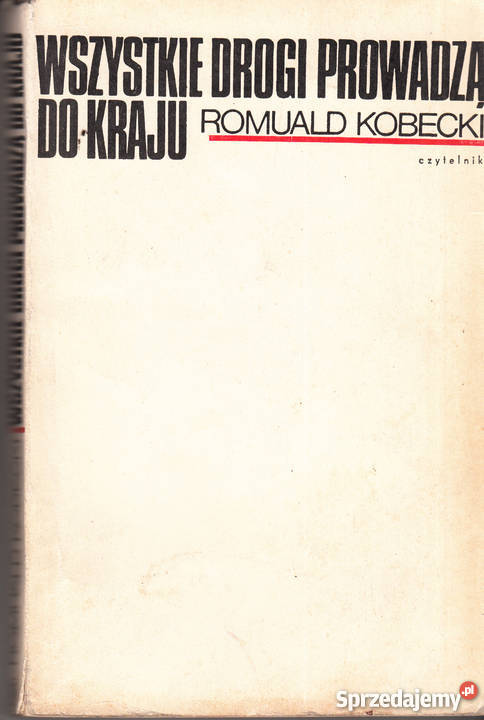 WSZYSTKIE DROGI PROWADZĄ
DO KRAJU ROMUALD KOBECKI
czytelnik
Sprzedajemy.pl